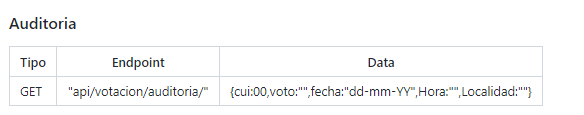 Auditoria
Tipo Endpoint Data
GET "api/votacion/auditoria/" {cui:00,voto:"",fecha:"dd-mm-YY",Hora:"",Localidad:""}